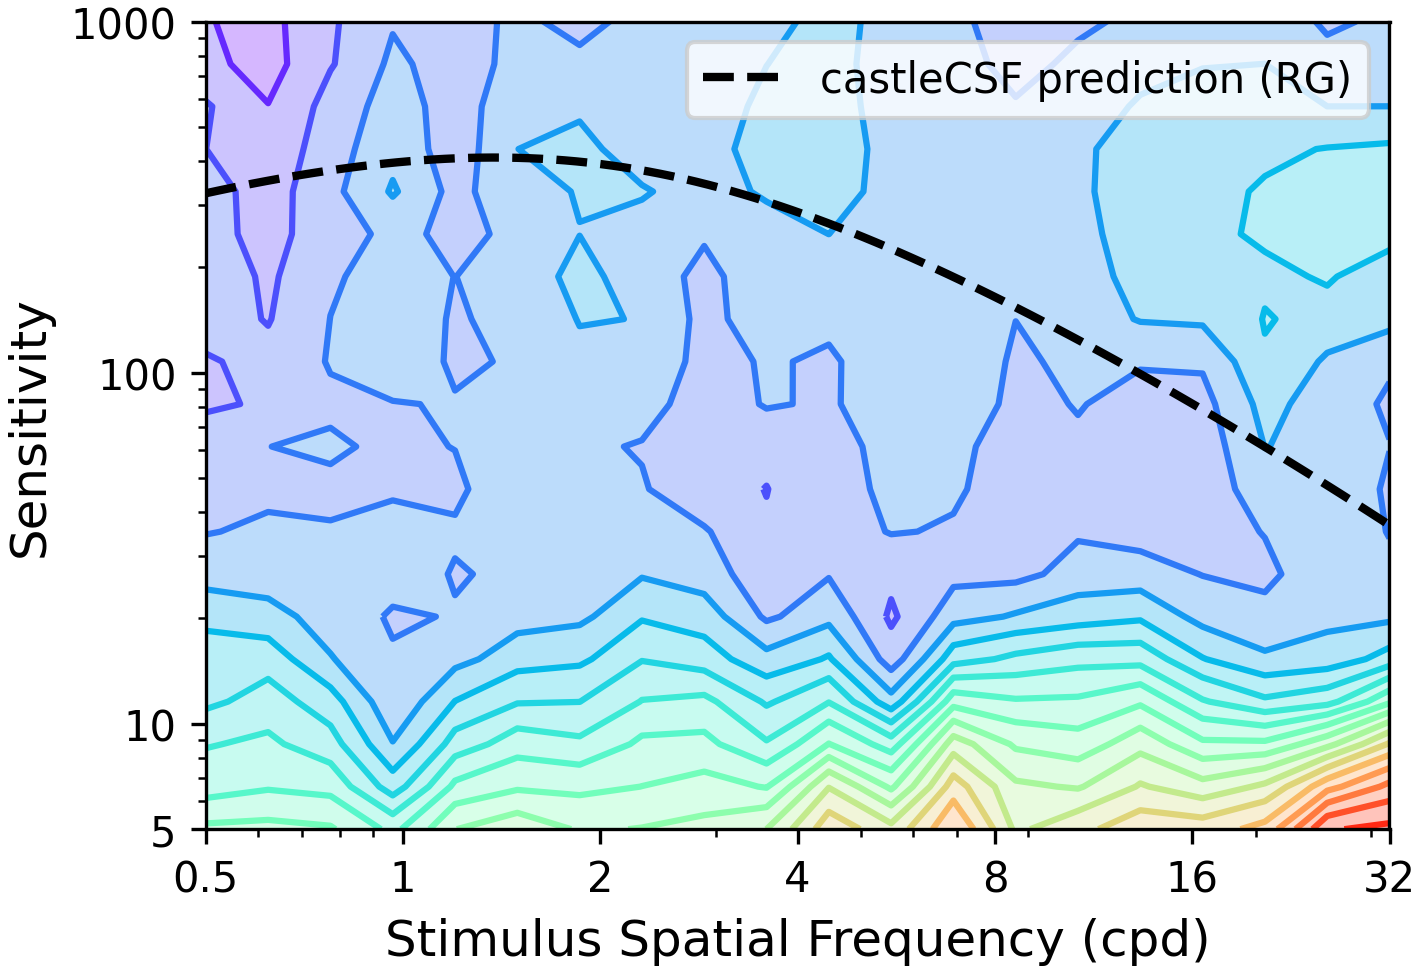 1000
castleCSF prediction (RG)
100
10
5
Sensitivity
0.5 1 2 4 8 16 32
Stimulus Spatial Frequency (cpd)